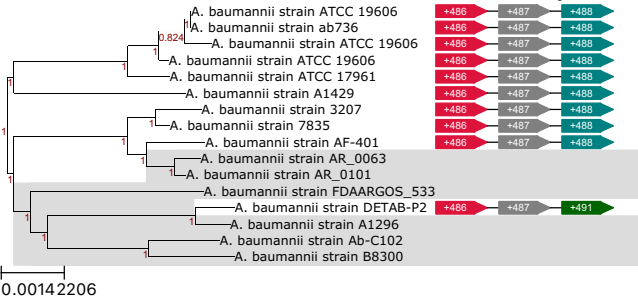 A. baumannii strain ATCC 19606 +486 +487 +488
1 A. baumannii strain ab736 +486 +487 +488
0.824 A. baumannii strain ATCC 19606 +486 +487 +488
1 A. baumannii strain ATCC 19606 +486 +487 +488
1 A. baumannii strain ATCC 17961 +486 +487 +488
1 A. baumannii strain A1429 +486 +487 +488
A. baumannii strain 3207 +486 +487 +488
1 1 A. baumannii strain 7835 +486 +487 +488
A. baumannii strain AF-401 +486 +487 +488
1 1 A. baumannii strain AR_0063
1 1 A. baumannii strain AR_0101
A. baumannii strain FDAARGOS_533
A. baumannii strain DETAB-P2 +486 +487 +491
1 1 A. baumannii strain A1296
1 A. baumannii strain Ab-C102
1 A. baumannii strain B8300
0.00142206